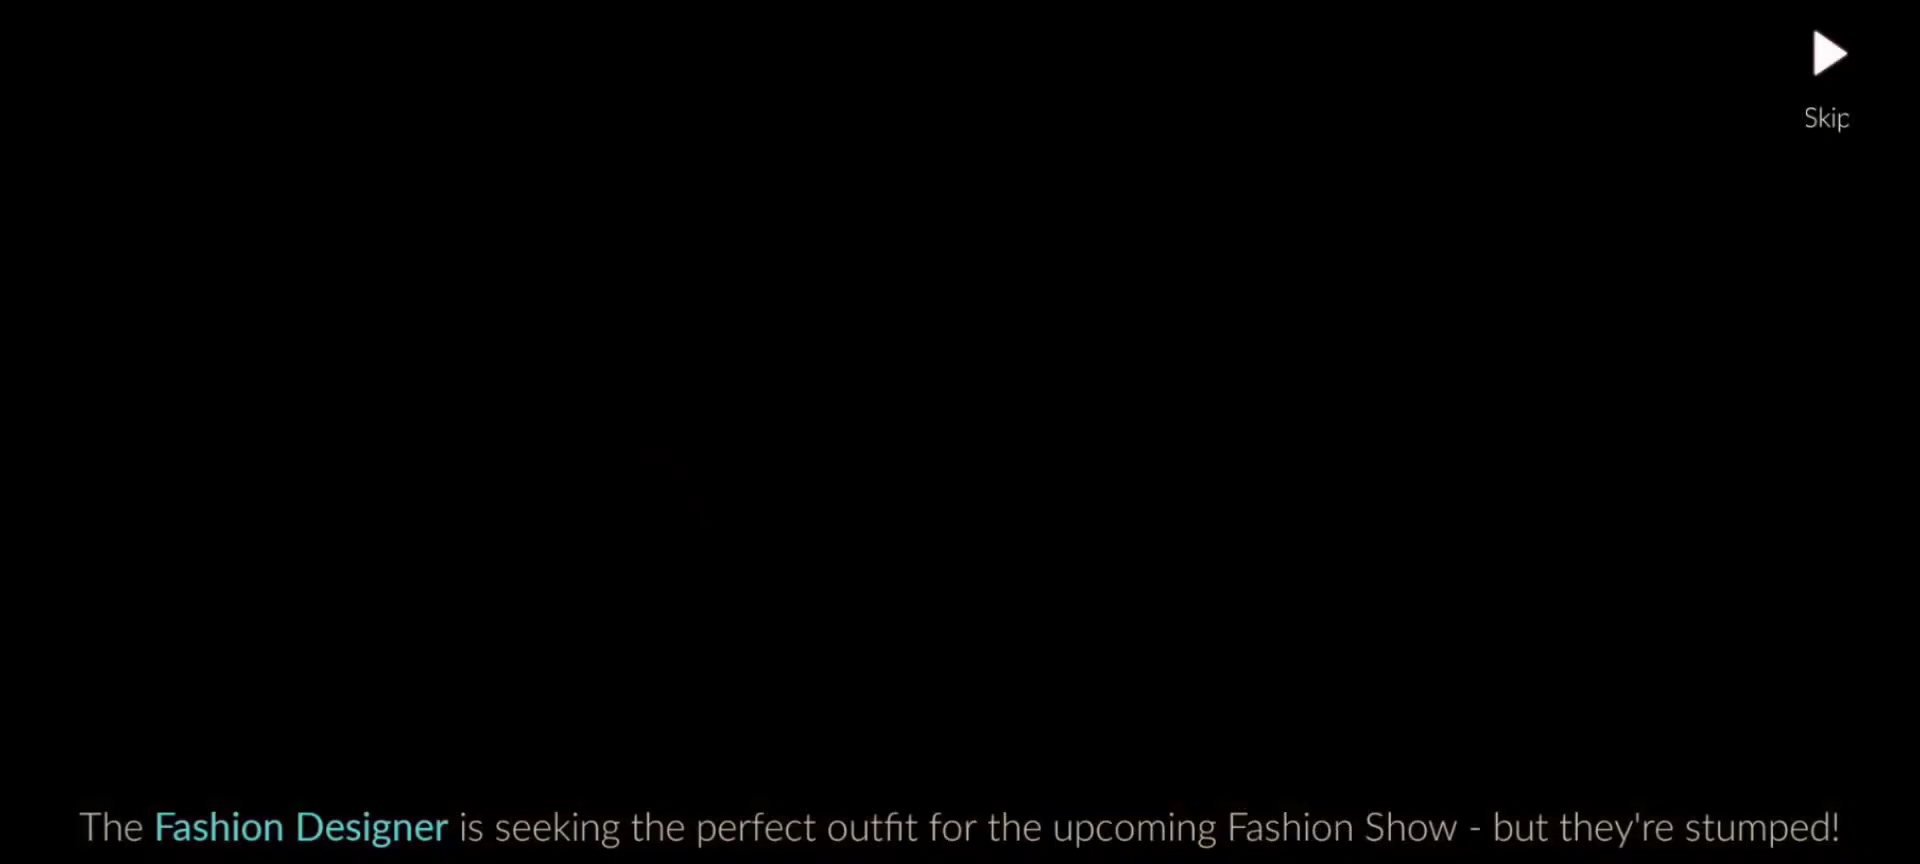 Skip
The Fashion Designer is seeking the perfect outfit for the upcoming Fashion Show - but they're stumped!